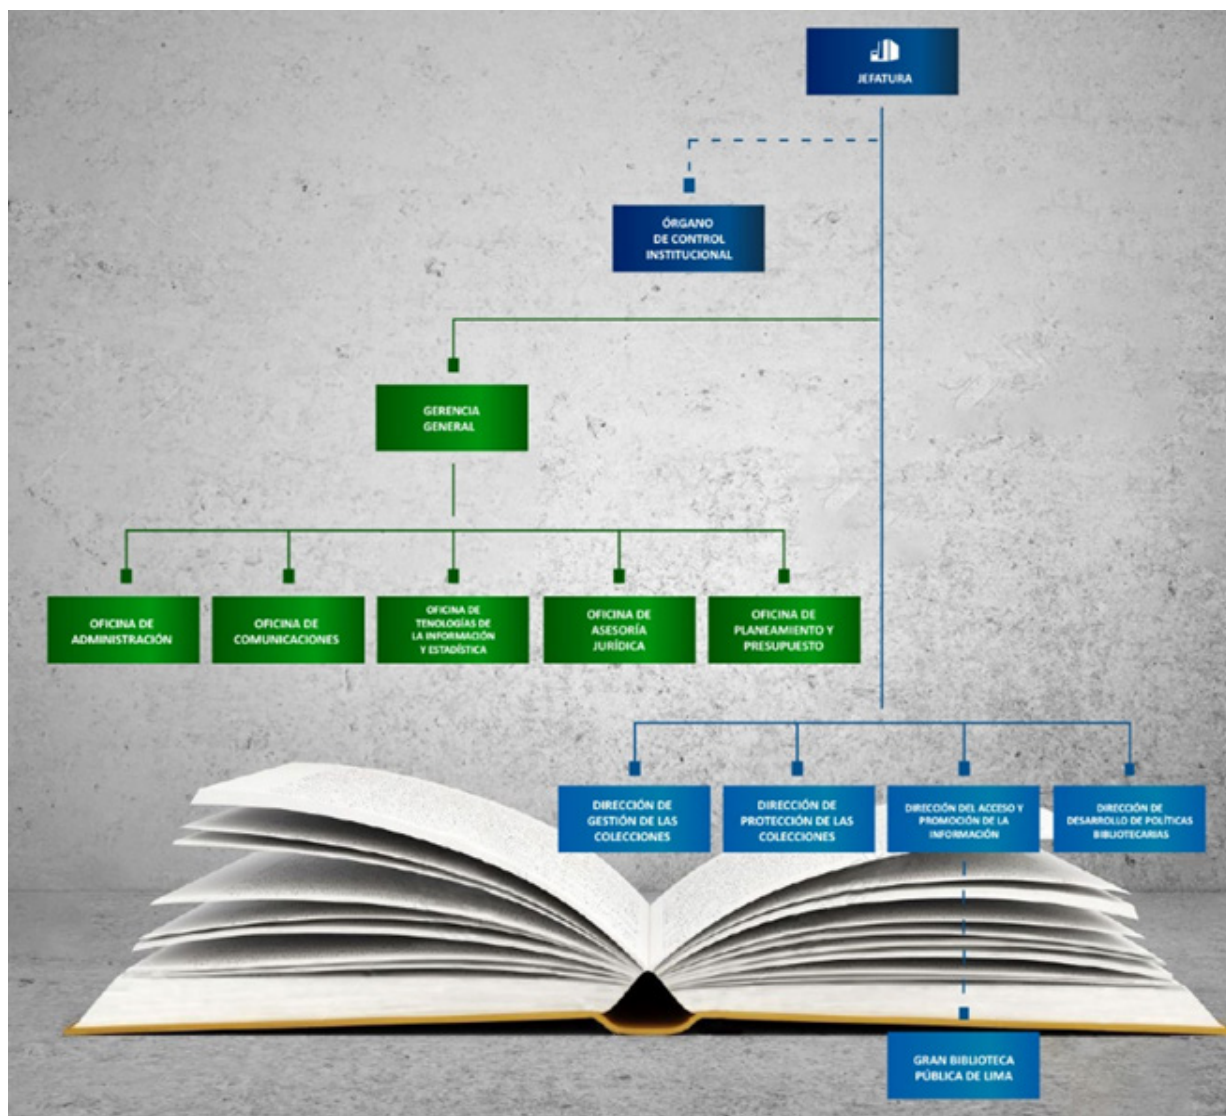 JEFATURA
ÓRGANO
DE CONTROL
INSTITUCIONAL
GERENCIA
GENERAL
OFICINA DE
ADMINISTRACIÓN
OFICINA DE
COMUNICACIONES
OFICINA DE
TENOLOGÍAS DE
LA INFORMACIÓN
Y ESTADÍSTICA
OFICINA DE
ASESORÍA
JURÍDICA
OFICINA DE
PLANEAMIENTO Y
PRESUPUESTO
DIRECCIÓN DE
GESTIÓN DE LAS
COLECCIONES
DIRECCIÓN DE
PROTECCIÓN DE LAS
COLECCIONES
DIRECCIÓN DEL ACCESO Y
PROMOCIÓN DE LA
INFORMACIÓN
DIRECCIÓN DE
DESARROLLO DE POLÍTICAS
BIBLIOTECARIAS
GRAN BIBLIOTECA
PÚBLICA DE LIMA